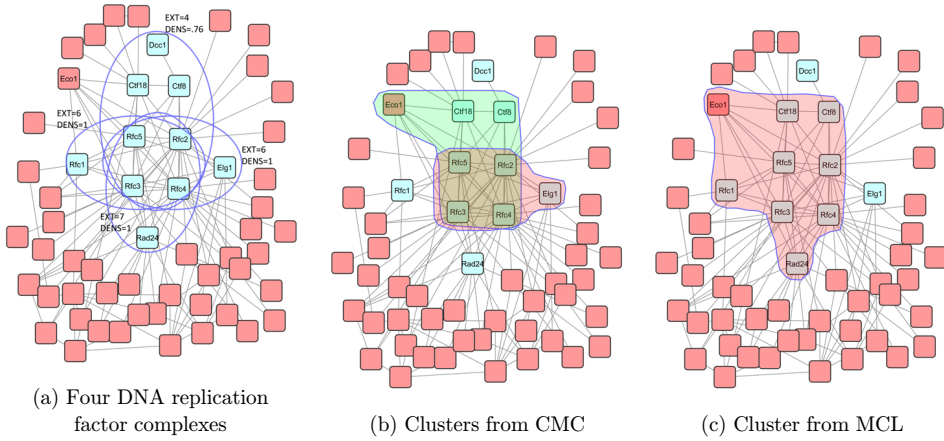 EXT=4
DENS=.76
Dcc1
Eco1
Ctf18
Ctf8
EXT=6
DENS=1
Rfc5
Rfc2
EXT=6
DENS=1
Rfc1
Elg1
Rfc3
Rfc4
EXT=7
DENS=1
Rad24
(a) Four DNA replication
factor complexes
Dcc1
Eco1
Ctf18
Ctf8
Rfc5
Rfc2
Rfc1
Elg1
Rfc3
Rfc4
Rad24
(b) Clusters from CMC
Dcc1
Eco1
Ctf18
Ctf8
Rfc5
Rfc2
Rfc1
Elg1
Rfc3
Rfc4
Rad24
(c) Cluster from MCL